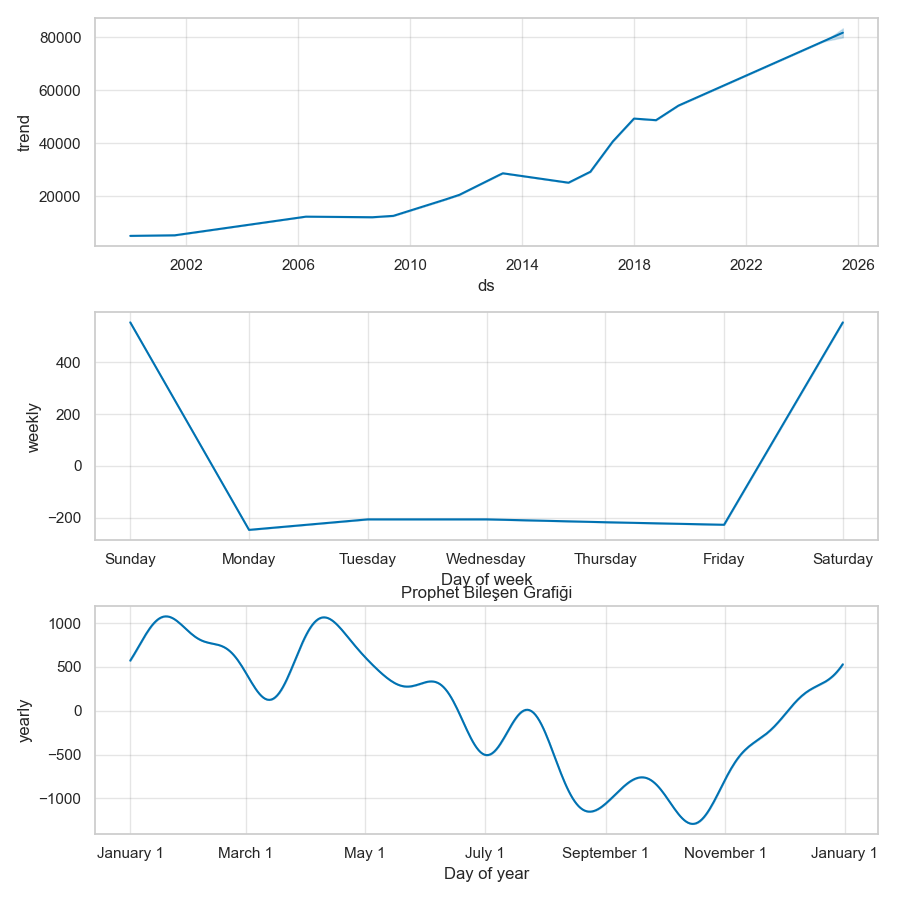 80000
60000
40000
20000
trend
2002 2006 2010 2014 2018 2022 2026
ds
400
200
0
−200
weekly
Sunday Monday Tuesday Wednesday Thursday Friday Saturday
Day of week
Prophet Bileşen Grafiği
1000
500
0
−500
−1000
yearly
January 1 March 1 May 1 July 1 September 1 November 1 January 1
Day of year